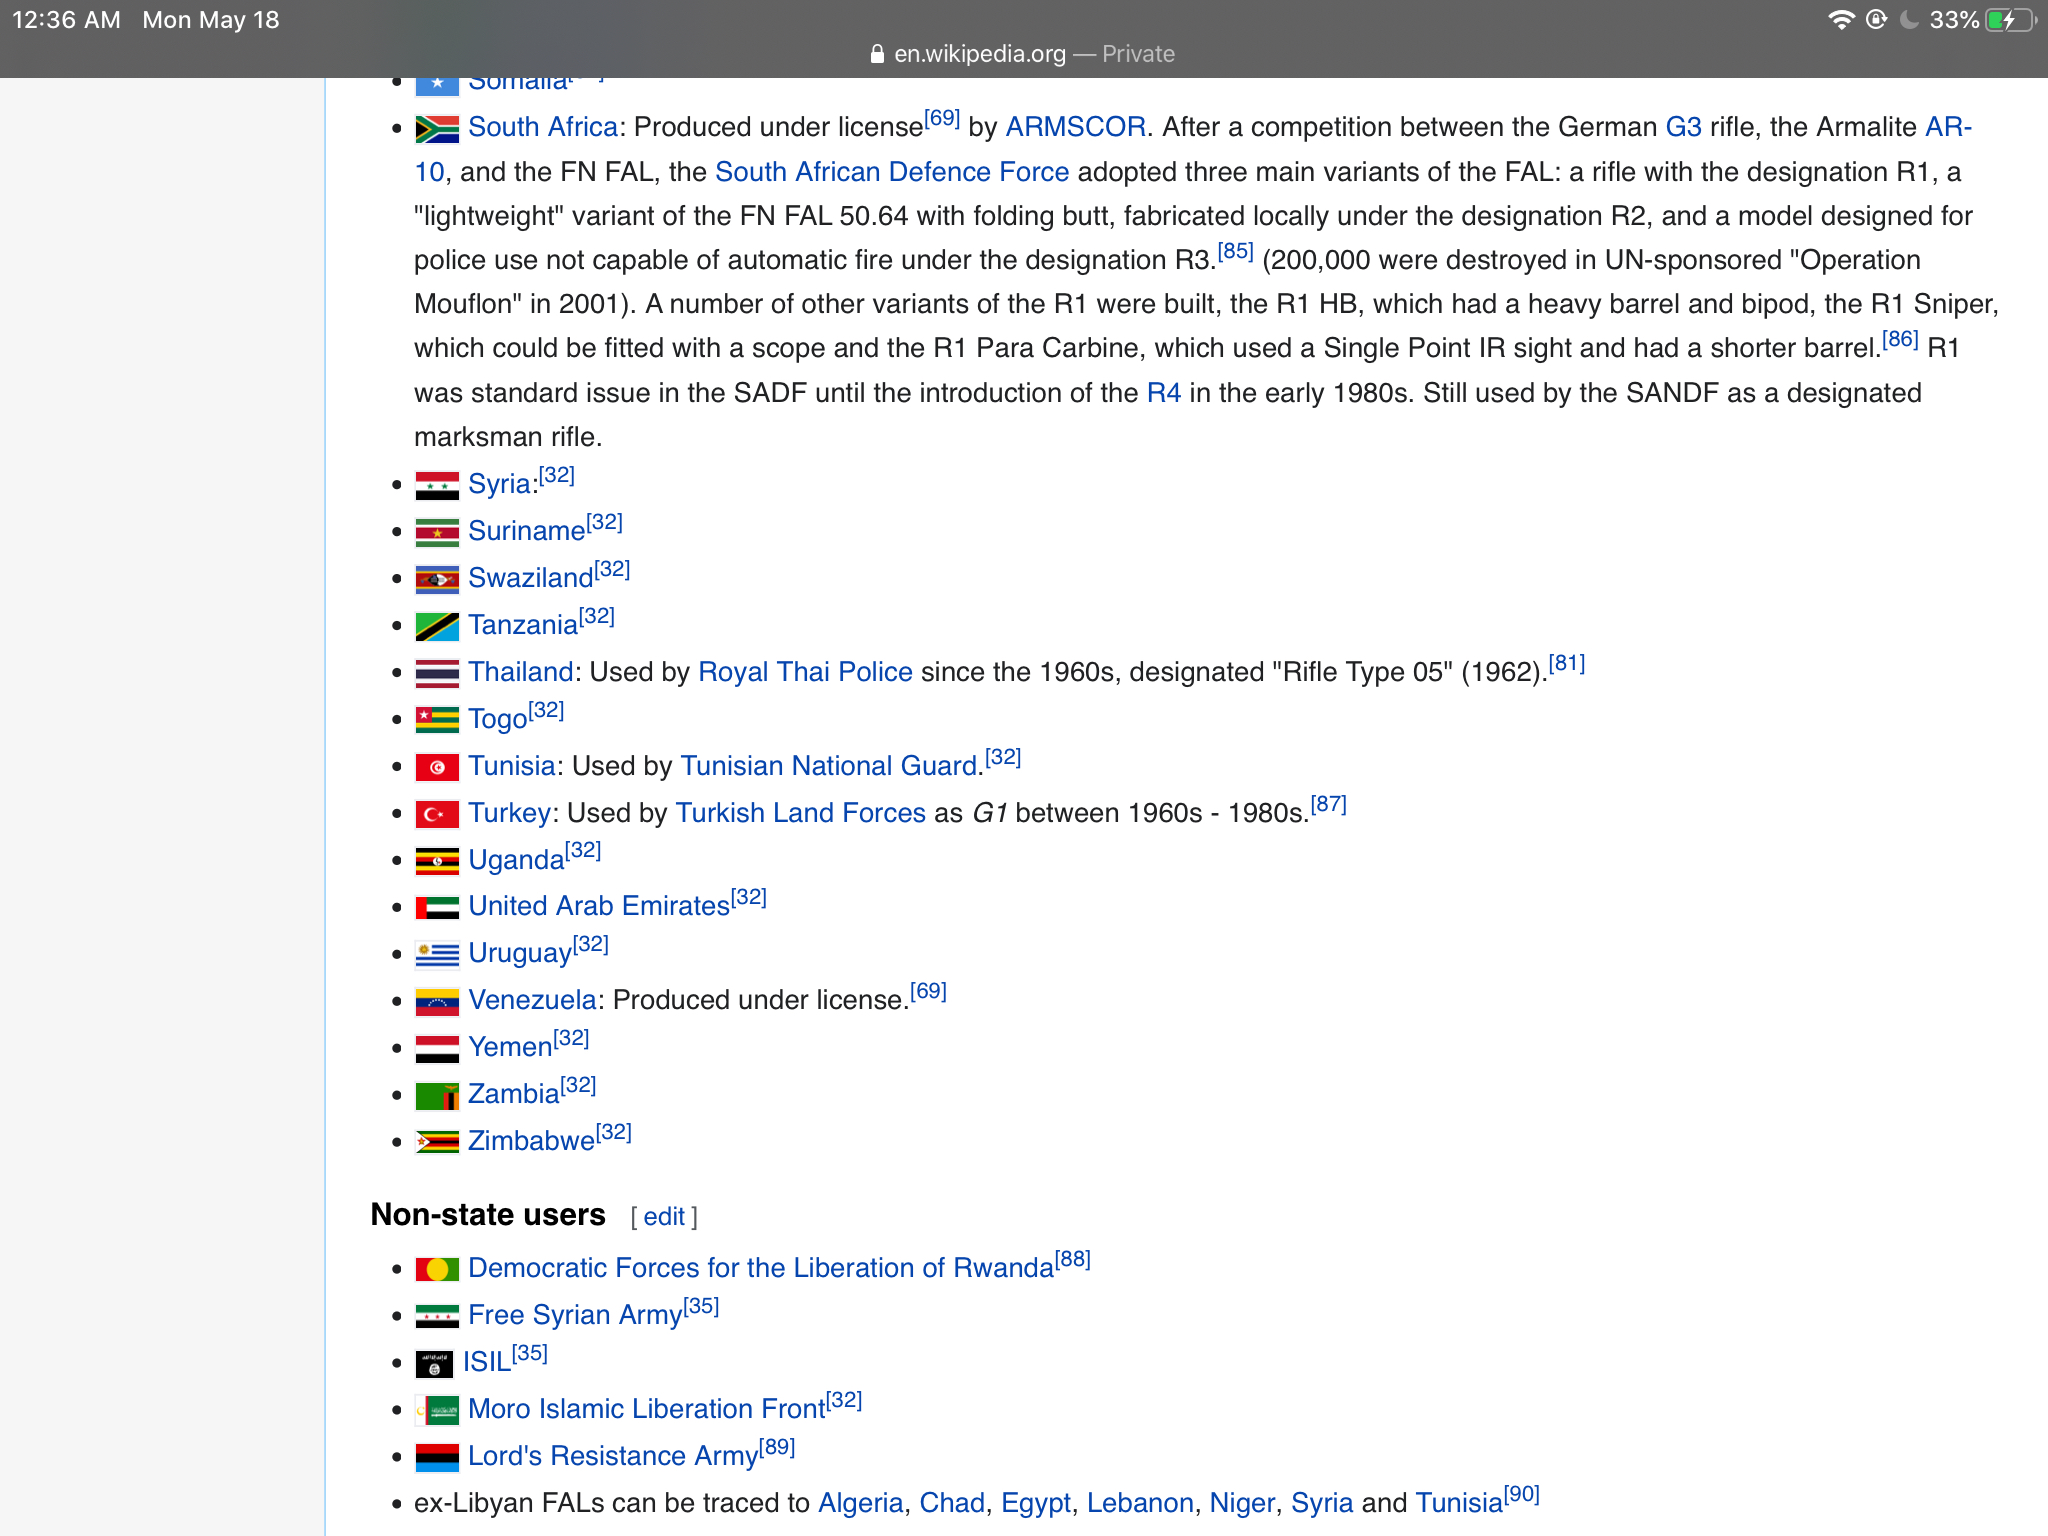 12:36 AM Mon May 18
33%
en.wikipedia.org — Private
Somalia
South Africa: Produced under license[69] by ARMSCOR. After a competition between the German G3 rifle, the Armalite AR-
10, and the FN FAL, the South African Defence Force adopted three main variants of the FAL: a rifle with the designation R1, a
"lightweight" variant of the FN FAL 50.64 with folding butt, fabricated locally under the designation R2, and a model designed for
police use not capable of automatic fire under the designation R3.[85] (200,000 were destroyed in UN-sponsored "Operation
Mouflon" in 2001). A number of other variants of the R1 were built, the R1 HB, which had a heavy barrel and bipod, the R1 Sniper,
which could be fitted with a scope and the R1 Para Carbine, which used a Single Point IR sight and had a shorter barrel.[86] R1
was standard issue in the SADF until the introduction of the R4 in the early 1980s. Still used by the SANDF as a designated
marksman rifle.
Syria:[32]
Suriname[32]
Swaziland[32]
Tanzania[32]
Thailand: Used by Royal Thai Police since the 1960s, designated "Rifle Type 05" (1962).[81]
Togo[32]
Tunisia: Used by Tunisian National Guard.[32]
Turkey: Used by Turkish Land Forces as G1 between 1960s - 1980s.[87]
Uganda[32]
United Arab Emirates[32]
Uruguay[32]
Venezuela: Produced under license.[69]
Yemen[32]
Zambia[32]
Zimbabwe[32]
Non-state users [ edit ]
Democratic Forces for the Liberation of Rwanda[88]
Free Syrian Army[35]
ISIL[35]
Moro Islamic Liberation Front[32]
Lord's Resistance Army[89]
ex-Libyan FALs can be traced to Algeria, Chad, Egypt, Lebanon, Niger, Syria and Tunisia[90]